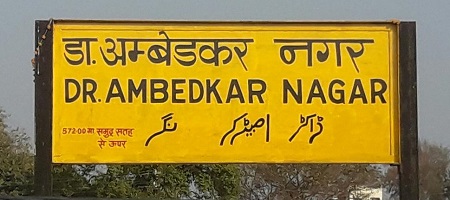 डा. अम्बेडकर नगर
DR. AMBEDKAR NAGAR
572.00 मी समुद्र सतह
से ऊपर
ڈاکٹر امبیڈکر نگر